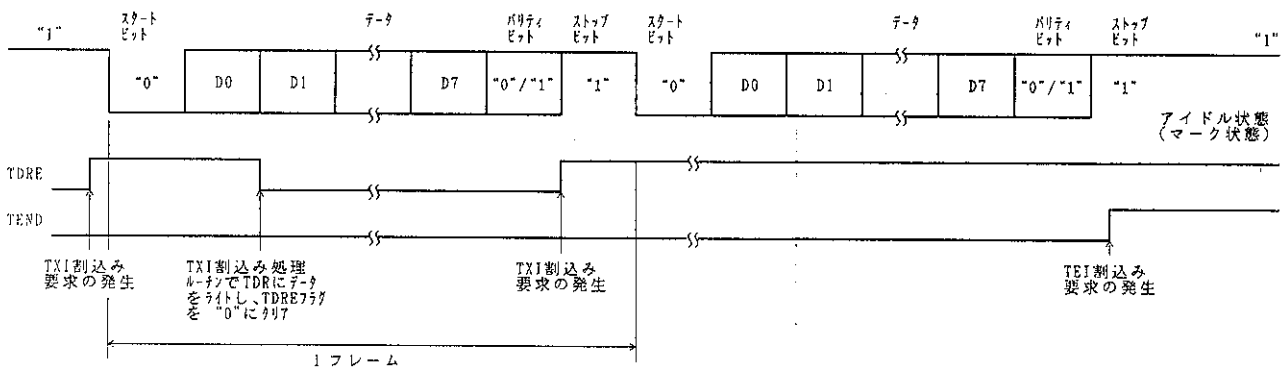 スタート データ パリティ ストップ スタート データ パリティ ストップ
"1" ビット ビット ビット ビット ビット ビット "1"
"0" D0 D1 D7 "0"/"1" "1" "0" D0 D1 D7 "0"/"1" "1"
アイドル状態
(マーク状態)
TDRE
TEND
TXI割込み
要求の発生
TXI割込み処理
ルーチンでTDRにデータ
をライトし、TDREフラグ
を "0"にクリア
TXI割込み
要求の発生
TEI割込み
要求の発生
1フレーム